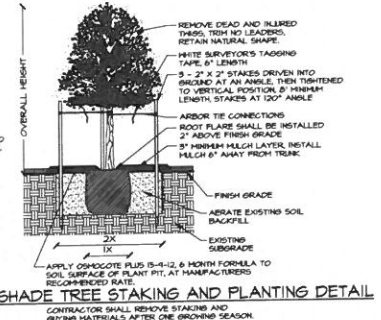 REMOVE DEAD AND INJURED
TWIGS, TRIM NO LEADERS,
RETAIN NATURAL SHAPE.
WHITE SURVEYOR'S TAGGING
TAPE, 6" LENGTH
3 - 2" X 2" STAKES DRIVEN INTO
GROUND AT AN ANGLE, THEN TIGHTENED
TO VERTICAL POSITION, 8' MINIMUM
LENGTH, STAKES AT 120° ANGLE
OVERALL HEIGHT
ARBOR TIE CONNECTIONS
ROOT FLARE SHALL BE INSTALLED
2" ABOVE FINISH GRADE
3" MINIMUM MULCH LAYER, INSTALL
MULCH 6" AWAY FROM TRUNK
FINISH GRADE
AERATE EXISTING SOIL
BACKFILL
2X
1X
EXISTING
SUBGRADE
APPLY OSMOCOTE PLUS 15-9-12, 6 MONTH FORMULA TO
SOIL SURFACE OF PLANT PIT, AT MANUFACTURERS
RECOMMENDED RATE.
SHADE TREE STAKING AND PLANTING DETAIL
CONTRACTOR SHALL REMOVE STAKING AND
GUYING MATERIALS AFTER ONE GROWING SEASON.